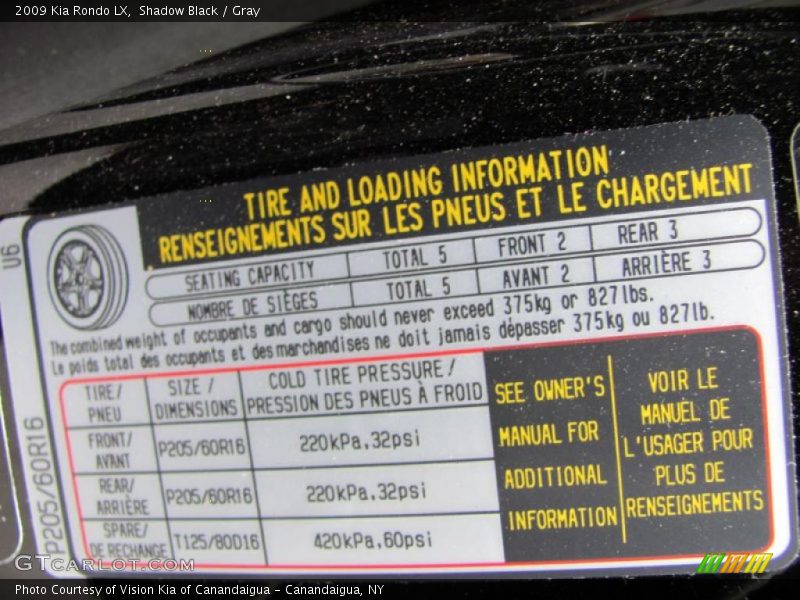 2009 Kia Rondo LX, Shadow Black / Gray
TIRE AND LOADING INFORMATION
RENSEIGNEMENTS SUR LES PNEUS ET LE CHARGEMENT
SEATING CAPACITY TOTAL 5 FRONT 2 REAR 3
NOMBRE DE SIÈGES TOTAL 5 AVANT 2 ARRIÈRE 3
The combined weight of occupants and cargo should never exceed 375kg or 827lbs.
Le poids total des occupants et des marchandises ne doit jamais dépasser 375kg ou 827lb.
TIRE/
PNEU
SIZE /
DIMENSIONS
COLD TIRE PRESSURE /
PRESSION DES PNEUS À FROID
FRONT/
AVANT
P205/60R16
220kPa,32psi
REAR/
ARRIÈRE
P205/60R16
220kPa,32psi
SPARE/
DE RECHANGE
T125/80D16
420kPa,60psi
SEE OWNER'S
MANUAL FOR
ADDITIONAL
INFORMATION
VOIR LE
MANUEL DE
L'USAGER POUR
PLUS DE
RENSEIGNEMENTS
U6
P205/60R16
GTCARLOT.COM
Photo Courtesy of Vision Kia of Canandaigua - Canandaigua, NY